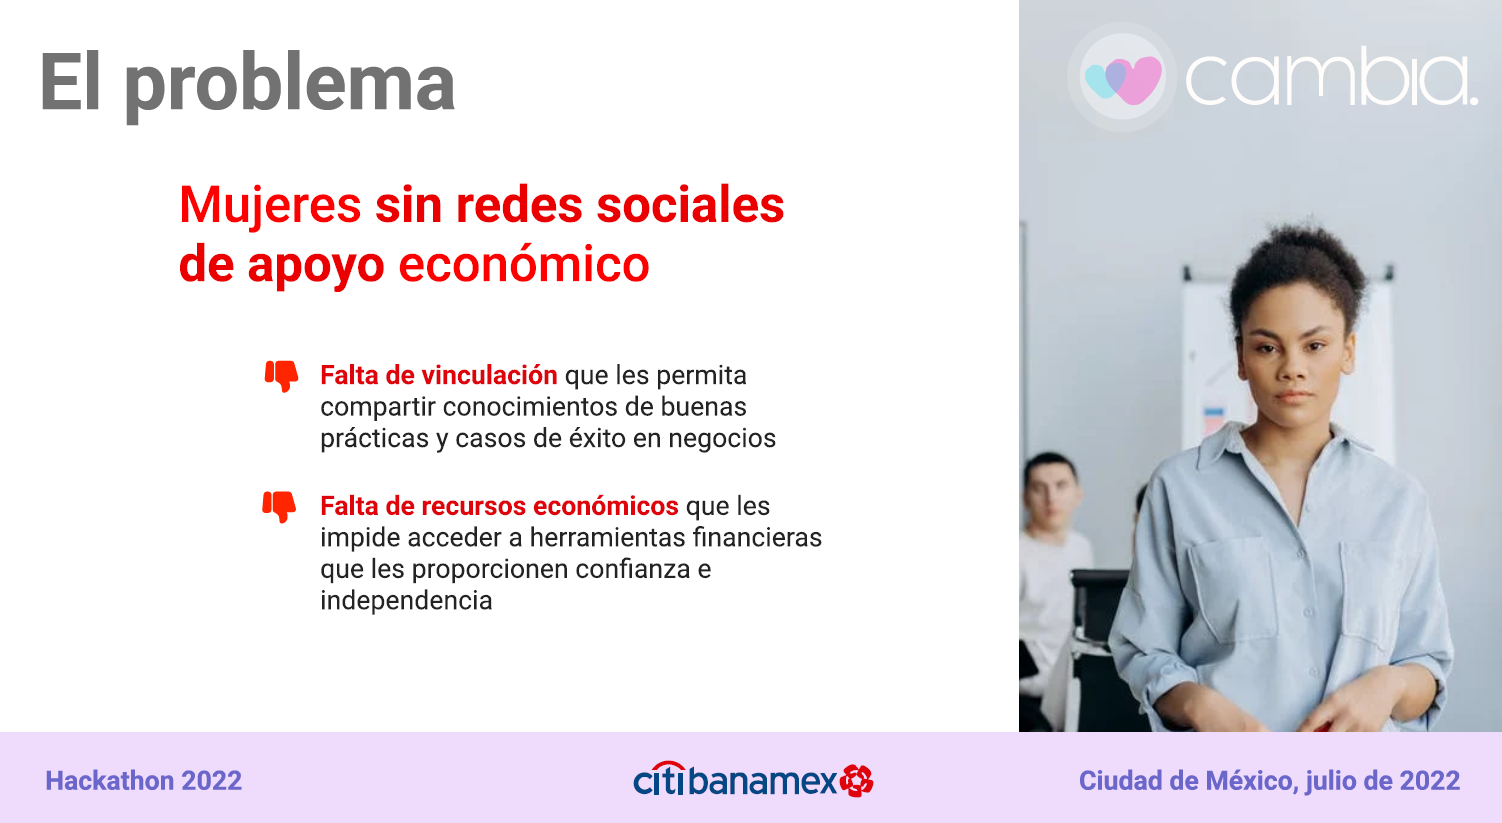 El problema
cambia.
Mujeres sin redes sociales
de apoyo económico
Falta de vinculación que les permita
compartir conocimientos de buenas
prácticas y casos de éxito en negocios
Falta de recursos económicos que les
impide acceder a herramientas financieras
que les proporcionen confianza e
independencia
Hackathon 2022
citibanamex
Ciudad de México, julio de 2022